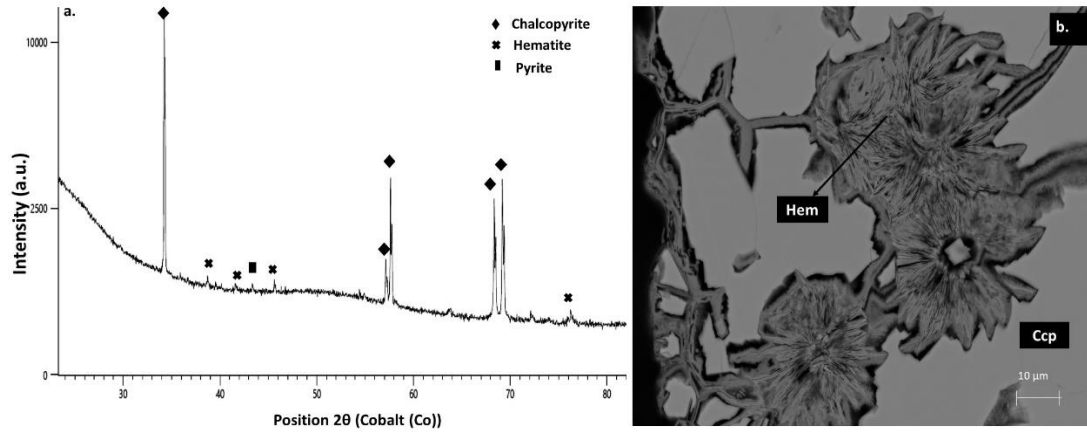 a.
Chalcopyrite
Hematite
Pyrite
Intensity (a.u.)
10000
2500
0
30
40
50
60
70
80
Position 2θ (Cobalt (Co))
b.
Hem
Ccp
10 µm